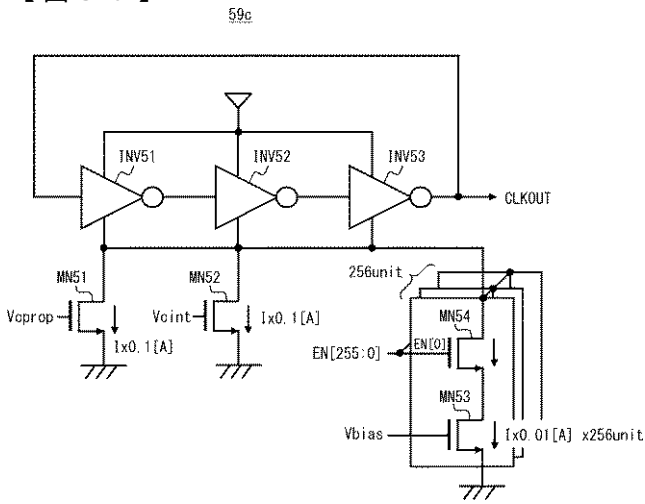 59c
INV51
INV52
INV53
CLKOUT
MN51
MN52
256unit
Vcprop
Vcint
Ix0.1[A]
Ix0.1[A]
MN54
EN[255:0]
EN[0]
MN53
Vbias
Ix0.01[A] x256unit